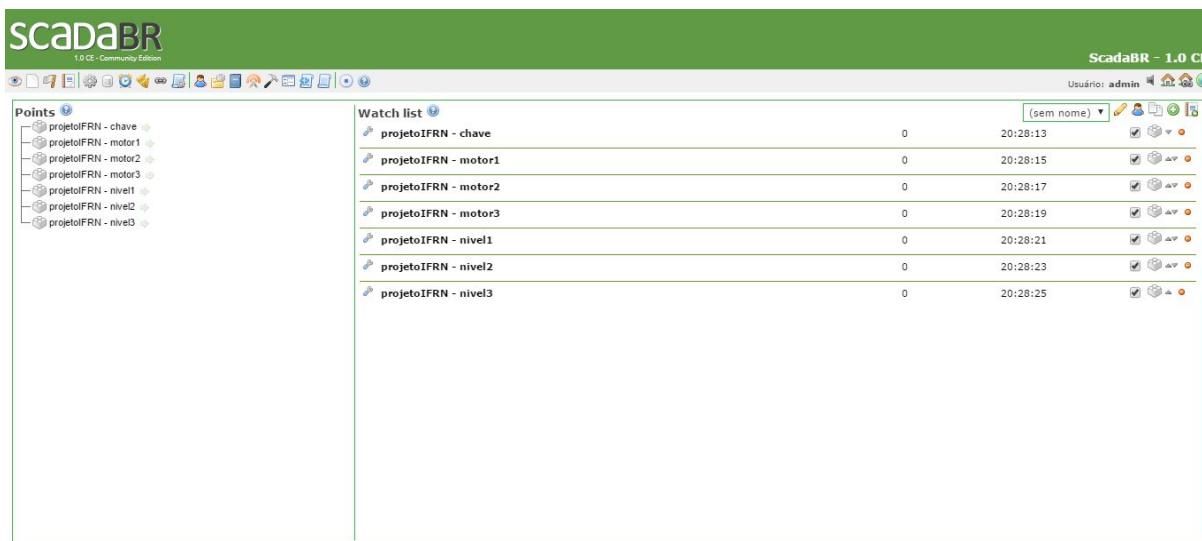 scadaBR
1.0 CE - Community Edition
ScadaBR - 1.0 C
Usuário: admin
Points
projetoIFRN - chave
projetoIFRN - motor1
projetoIFRN - motor2
projetoIFRN - motor3
projetoIFRN - nivel1
projetoIFRN - nivel2
projetoIFRN - nivel3
Watch list
(sem nome)
projetoIFRN - chave 0 20:28:13
projetoIFRN - motor1 0 20:28:15
projetoIFRN - motor2 0 20:28:17
projetoIFRN - motor3 0 20:28:19
projetoIFRN - nivel1 0 20:28:21
projetoIFRN - nivel2 0 20:28:23
projetoIFRN - nivel3 0 20:28:25